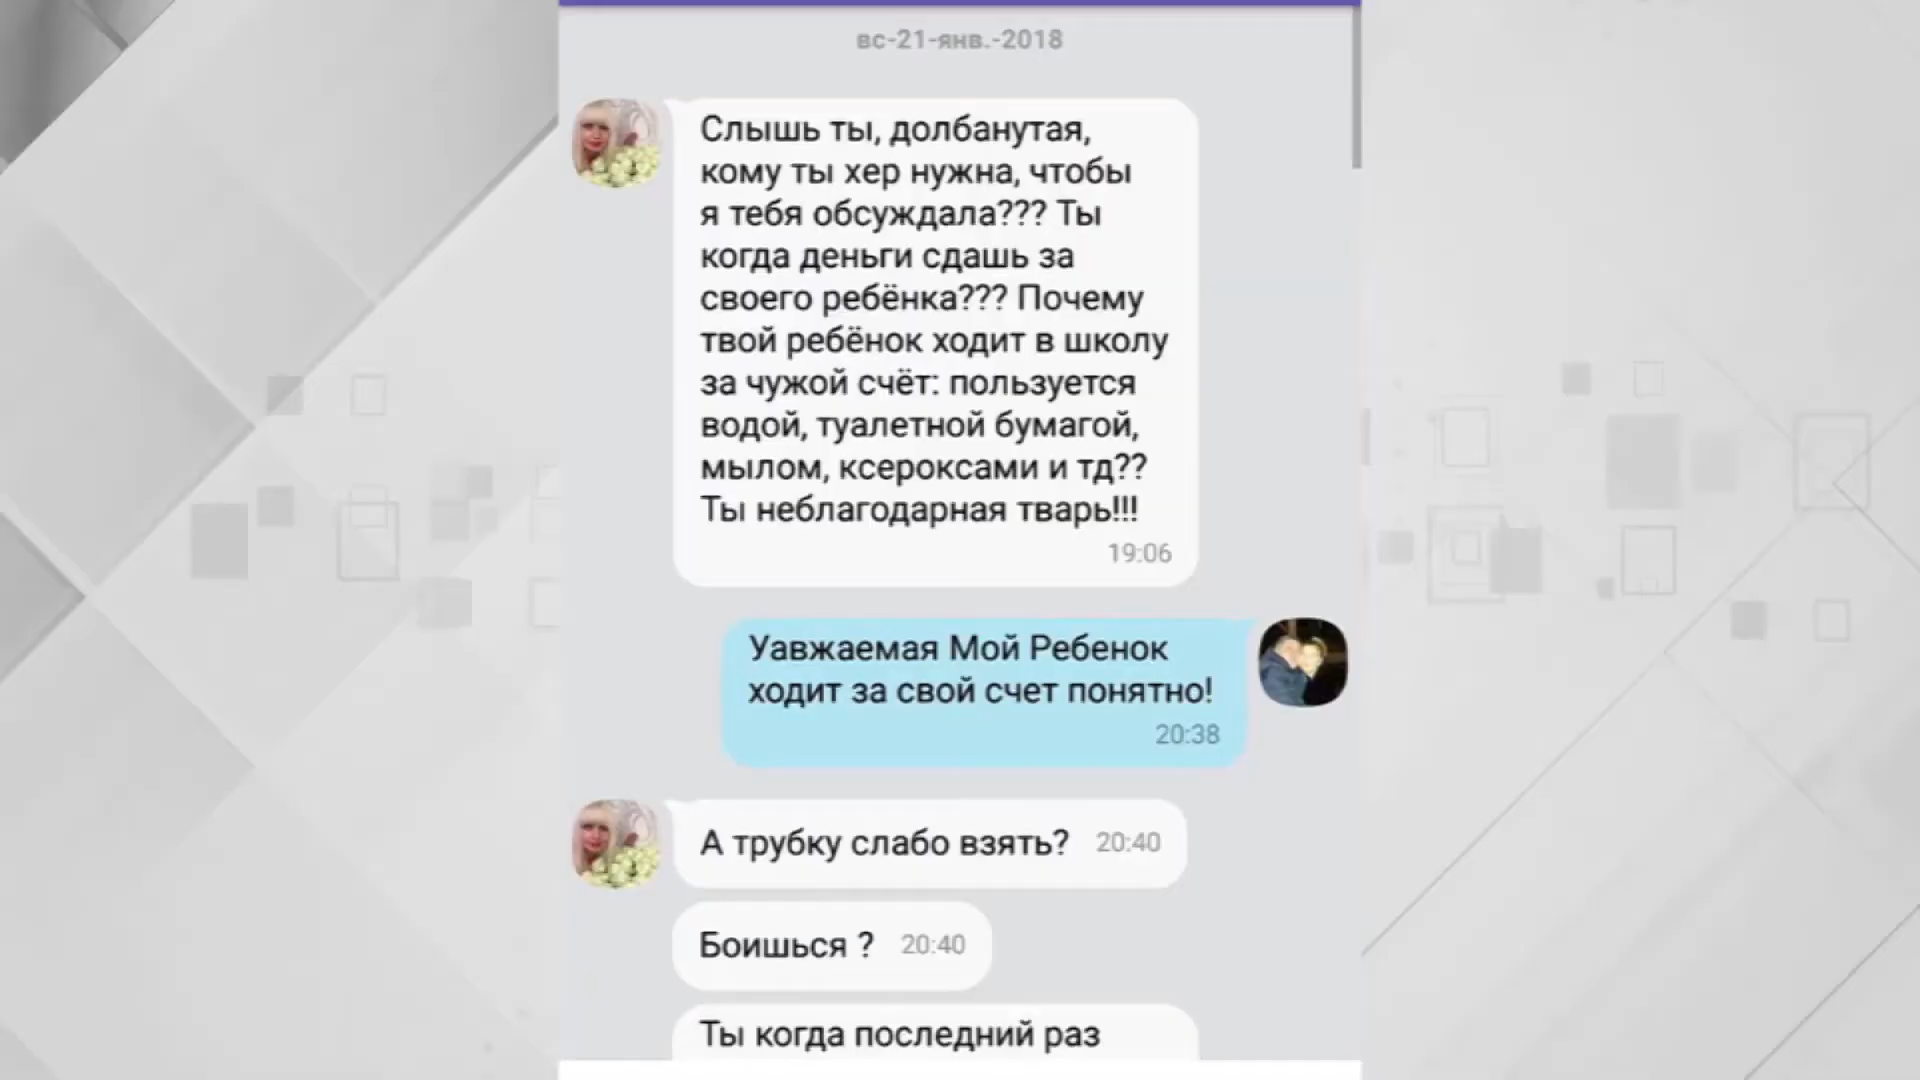 вс-21-янв.-2018
Слышь ты, долбанутая,
кому ты хер нужна, чтобы
я тебя обсуждала??? Ты
когда деньги сдашь за
своего ребёнка??? Почему
твой ребёнок ходит в школу
за чужой счёт: пользуется
водой, туалетной бумагой,
мылом, ксероксами и тд??
Ты неблагодарная тварь!!!
19:06
Уавжаемая Мой Ребенок
ходит за свой счет понятно!
20:38
А трубку слабо взять? 20:40
Боишься ? 20:40
Ты когда последний раз